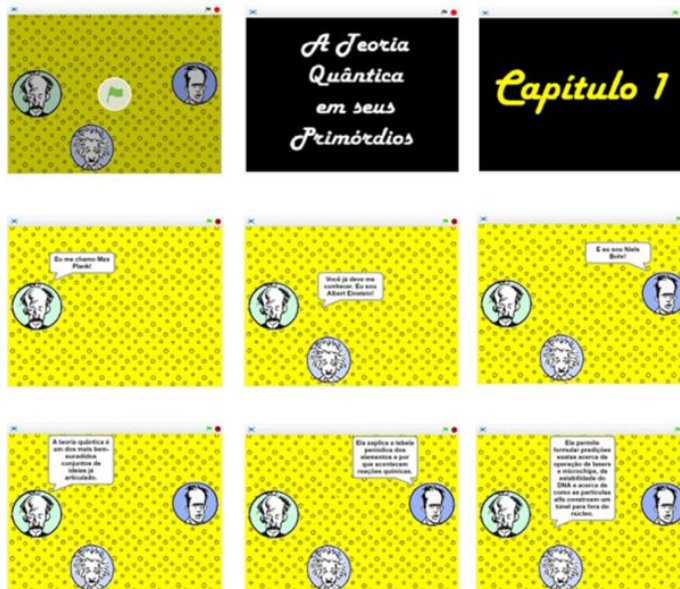 A Teoria
Quântica
em seus
Primórdios
Capítulo 1
Eu me chamo Max
Plank!
Você já deve me
conhecer. Eu sou
Albert Einstein!
E eu sou Niels
Bohr!
A teoria quântica é
um dos mais bem-
sucedidos
conjuntos de
ideias já
articulado.
Ela explica a tabela
periódica dos
elementos e por
que acontecem
reações químicas.
Ela permite
formular predições
exatas acerca da
operação de lasers
e microchips, da
estabilidade do
DNA e acerca de
como as partículas
alfa constroem um
túnel para fora do
núcleo.